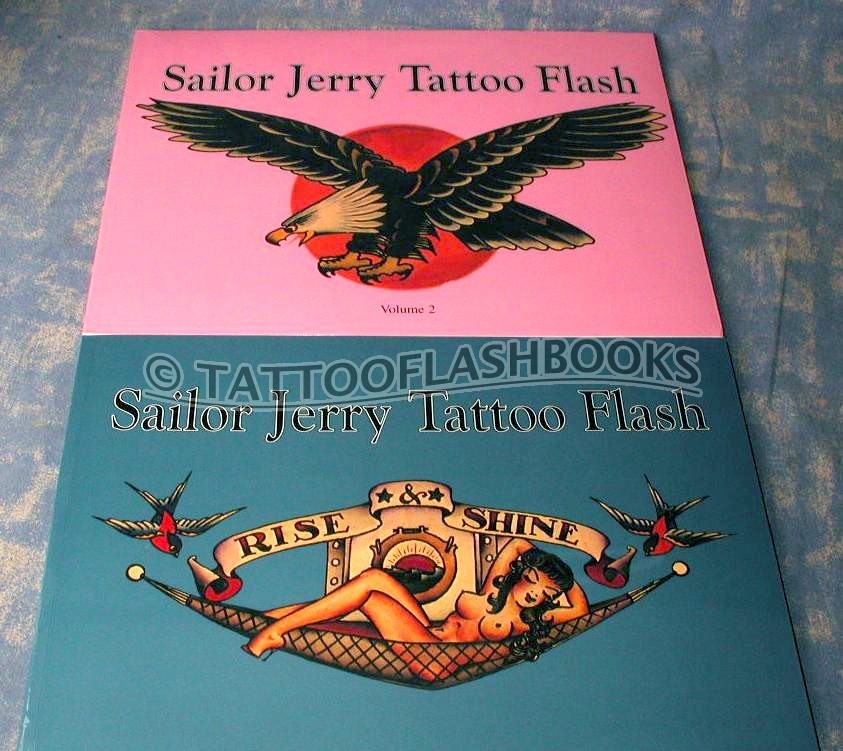 Sailor Jerry Tattoo Flash
Volume 2
© TATTOOFLASHBOOKS
Sailor Jerry Tattoo Flash
RISE & SHINE